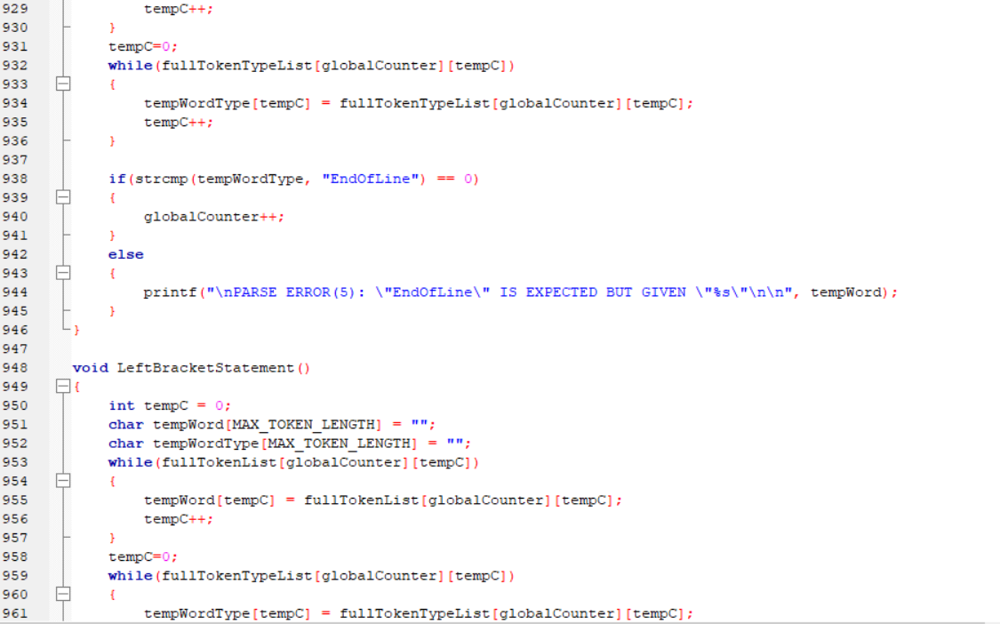 929 tempC++;
930 }
931 tempC=0;
932 while(fullTokenTypeList[globalCounter][tempC])
933 {
934 tempWordType[tempC] = fullTokenTypeList[globalCounter][tempC];
935 tempC++;
936 }
937
938 if(strcmp(tempWordType, "EndOfLine") == 0)
939 {
940 globalCounter++;
941 }
942 else
943 {
944 printf("\nPARSE ERROR(5): \"EndOfLine\" IS EXPECTED BUT GIVEN \"%s\"\n\n", tempWord);
945 }
946 }
947
948 void LeftBracketStatement()
949 {
950 int tempC = 0;
951 char tempWord[MAX_TOKEN_LENGTH] = "";
952 char tempWordType[MAX_TOKEN_LENGTH] = "";
953 while(fullTokenList[globalCounter][tempC])
954 {
955 tempWord[tempC] = fullTokenList[globalCounter][tempC];
956 tempC++;
957 }
958 tempC=0;
959 while(fullTokenTypeList[globalCounter][tempC])
960 {
961 tempWordType[tempC] = fullTokenTypeList[globalCounter][tempC];